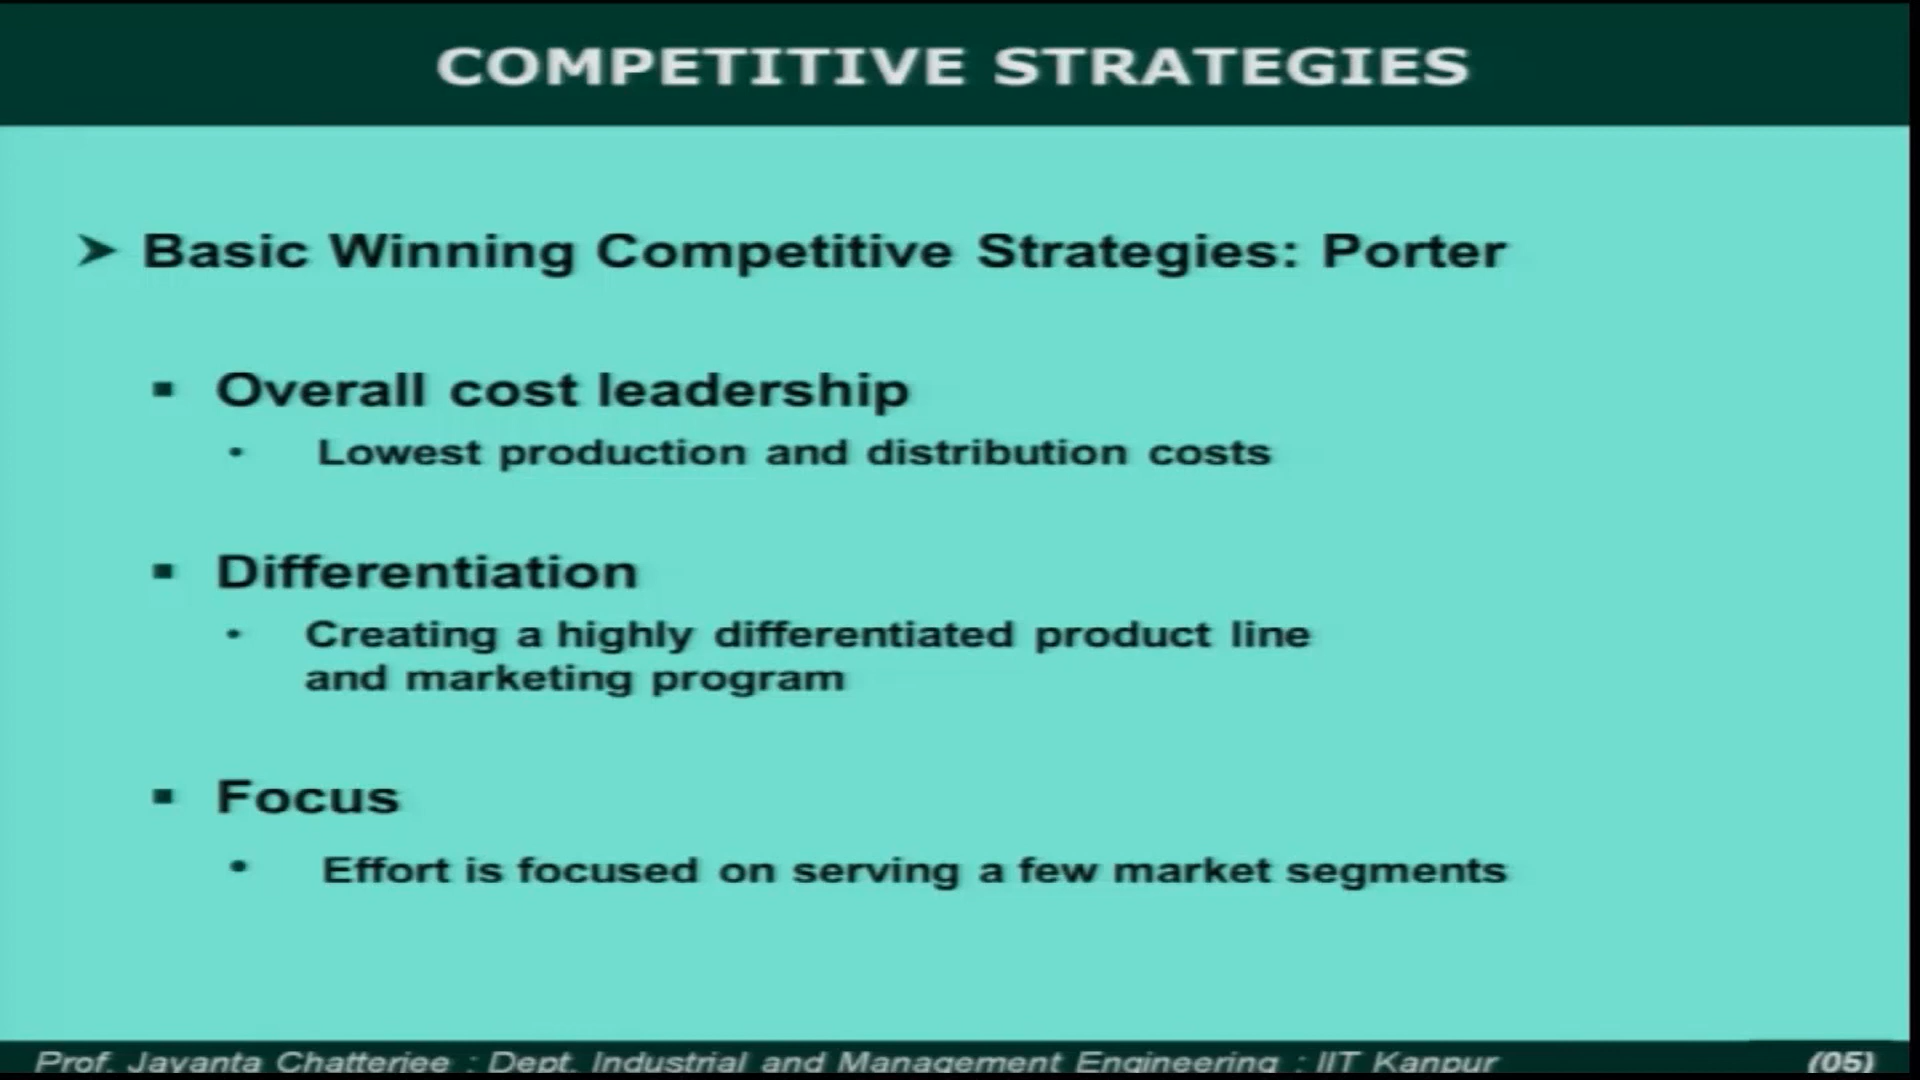 COMPETITIVE STRATEGIES
➤ Basic Winning Competitive Strategies: Porter
▪ Overall cost leadership
• Lowest production and distribution costs
▪ Differentiation
• Creating a highly differentiated product line
and marketing program
▪ Focus
• Effort is focused on serving a few market segments
Prof. Jayanta Chatterjee : Dept. Industrial and Management Engineering : IIT Kanpur (05)